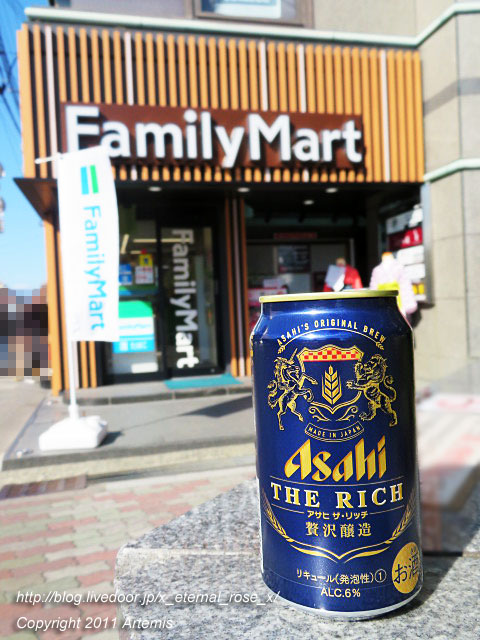 FamilyMart
FamilyMart
FamilyMart
ASAHI'S ORIGINAL BREW
MADE IN JAPAN
Asahi
THE RICH
アサヒ ザ・リッチ
贅沢醸造
リキュール(発泡性)①
ALC.6%
お酒
http://blog.livedoor.jp/x_eternal_rose_x/
Copyright 2011 Artemis